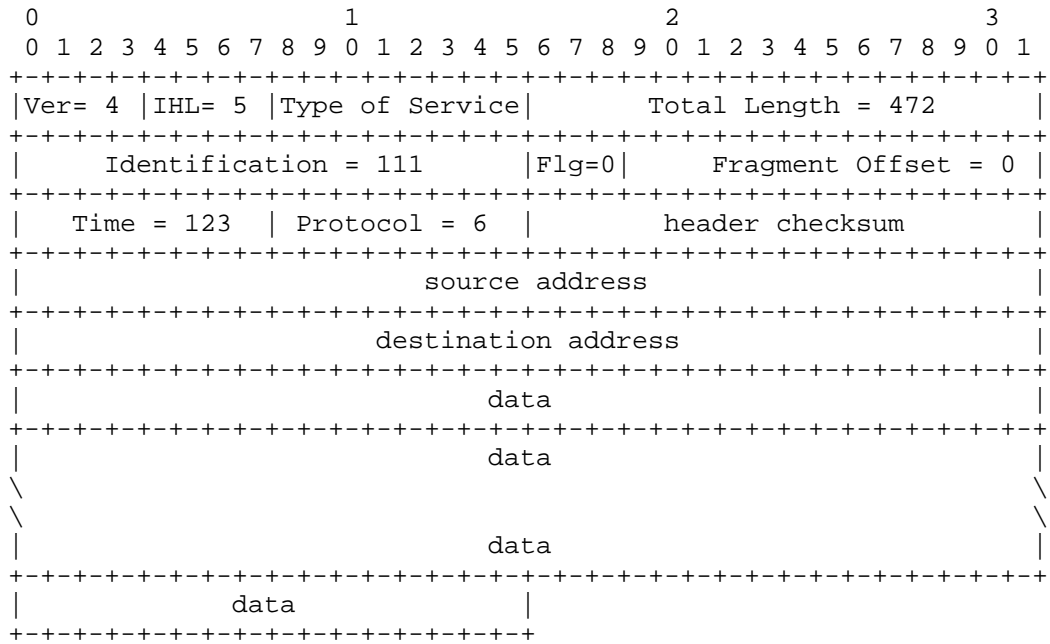 0                   1                   2                   3
0 1 2 3 4 5 6 7 8 9 0 1 2 3 4 5 6 7 8 9 0 1 2 3 4 5 6 7 8 9 0 1
+-+-+-+-+-+-+-+-+-+-+-+-+-+-+-+-+-+-+-+-+-+-+-+-+-+-+-+-+-+-+-+-+
|Ver= 4 |IHL= 5 |Type of Service|        Total Length = 472       |
+-+-+-+-+-+-+-+-+-+-+-+-+-+-+-+-+-+-+-+-+-+-+-+-+-+-+-+-+-+-+-+-+
|     Identification = 111      |Flg=0|     Fragment Offset = 0 |
+-+-+-+-+-+-+-+-+-+-+-+-+-+-+-+-+-+-+-+-+-+-+-+-+-+-+-+-+-+-+-+-+
|   Time = 123  | Protocol = 6  |        header checksum        |
+-+-+-+-+-+-+-+-+-+-+-+-+-+-+-+-+-+-+-+-+-+-+-+-+-+-+-+-+-+-+-+-+
|                         source address                        |
+-+-+-+-+-+-+-+-+-+-+-+-+-+-+-+-+-+-+-+-+-+-+-+-+-+-+-+-+-+-+-+-+
|                      destination address                      |
+-+-+-+-+-+-+-+-+-+-+-+-+-+-+-+-+-+-+-+-+-+-+-+-+-+-+-+-+-+-+-+-+
|                             data                              |
+-+-+-+-+-+-+-+-+-+-+-+-+-+-+-+-+-+-+-+-+-+-+-+-+-+-+-+-+-+-+-+-+
|                             data                              |
\                                                               \
\                                                               \
|                             data                              |
+-+-+-+-+-+-+-+-+-+-+-+-+-+-+-+-+-+-+-+-+-+-+-+-+-+-+-+-+-+-+-+-+
|             data              |
+-+-+-+-+-+-+-+-+-+-+-+-+-+-+-+-+